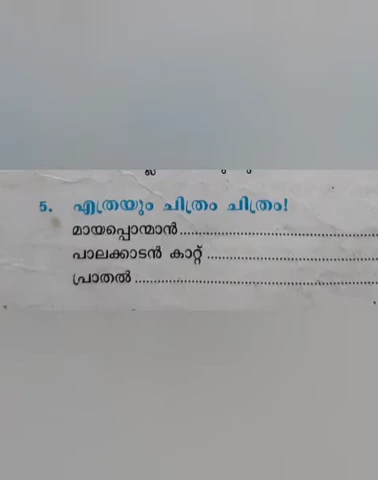 5. എത്രയും ചിത്രം ചിത്രം!
മായപ്പൊന്മാൻ..........................................
പാലക്കാടൻ കാറ്റ് ....................................
പ്രാതൽ ....................................................